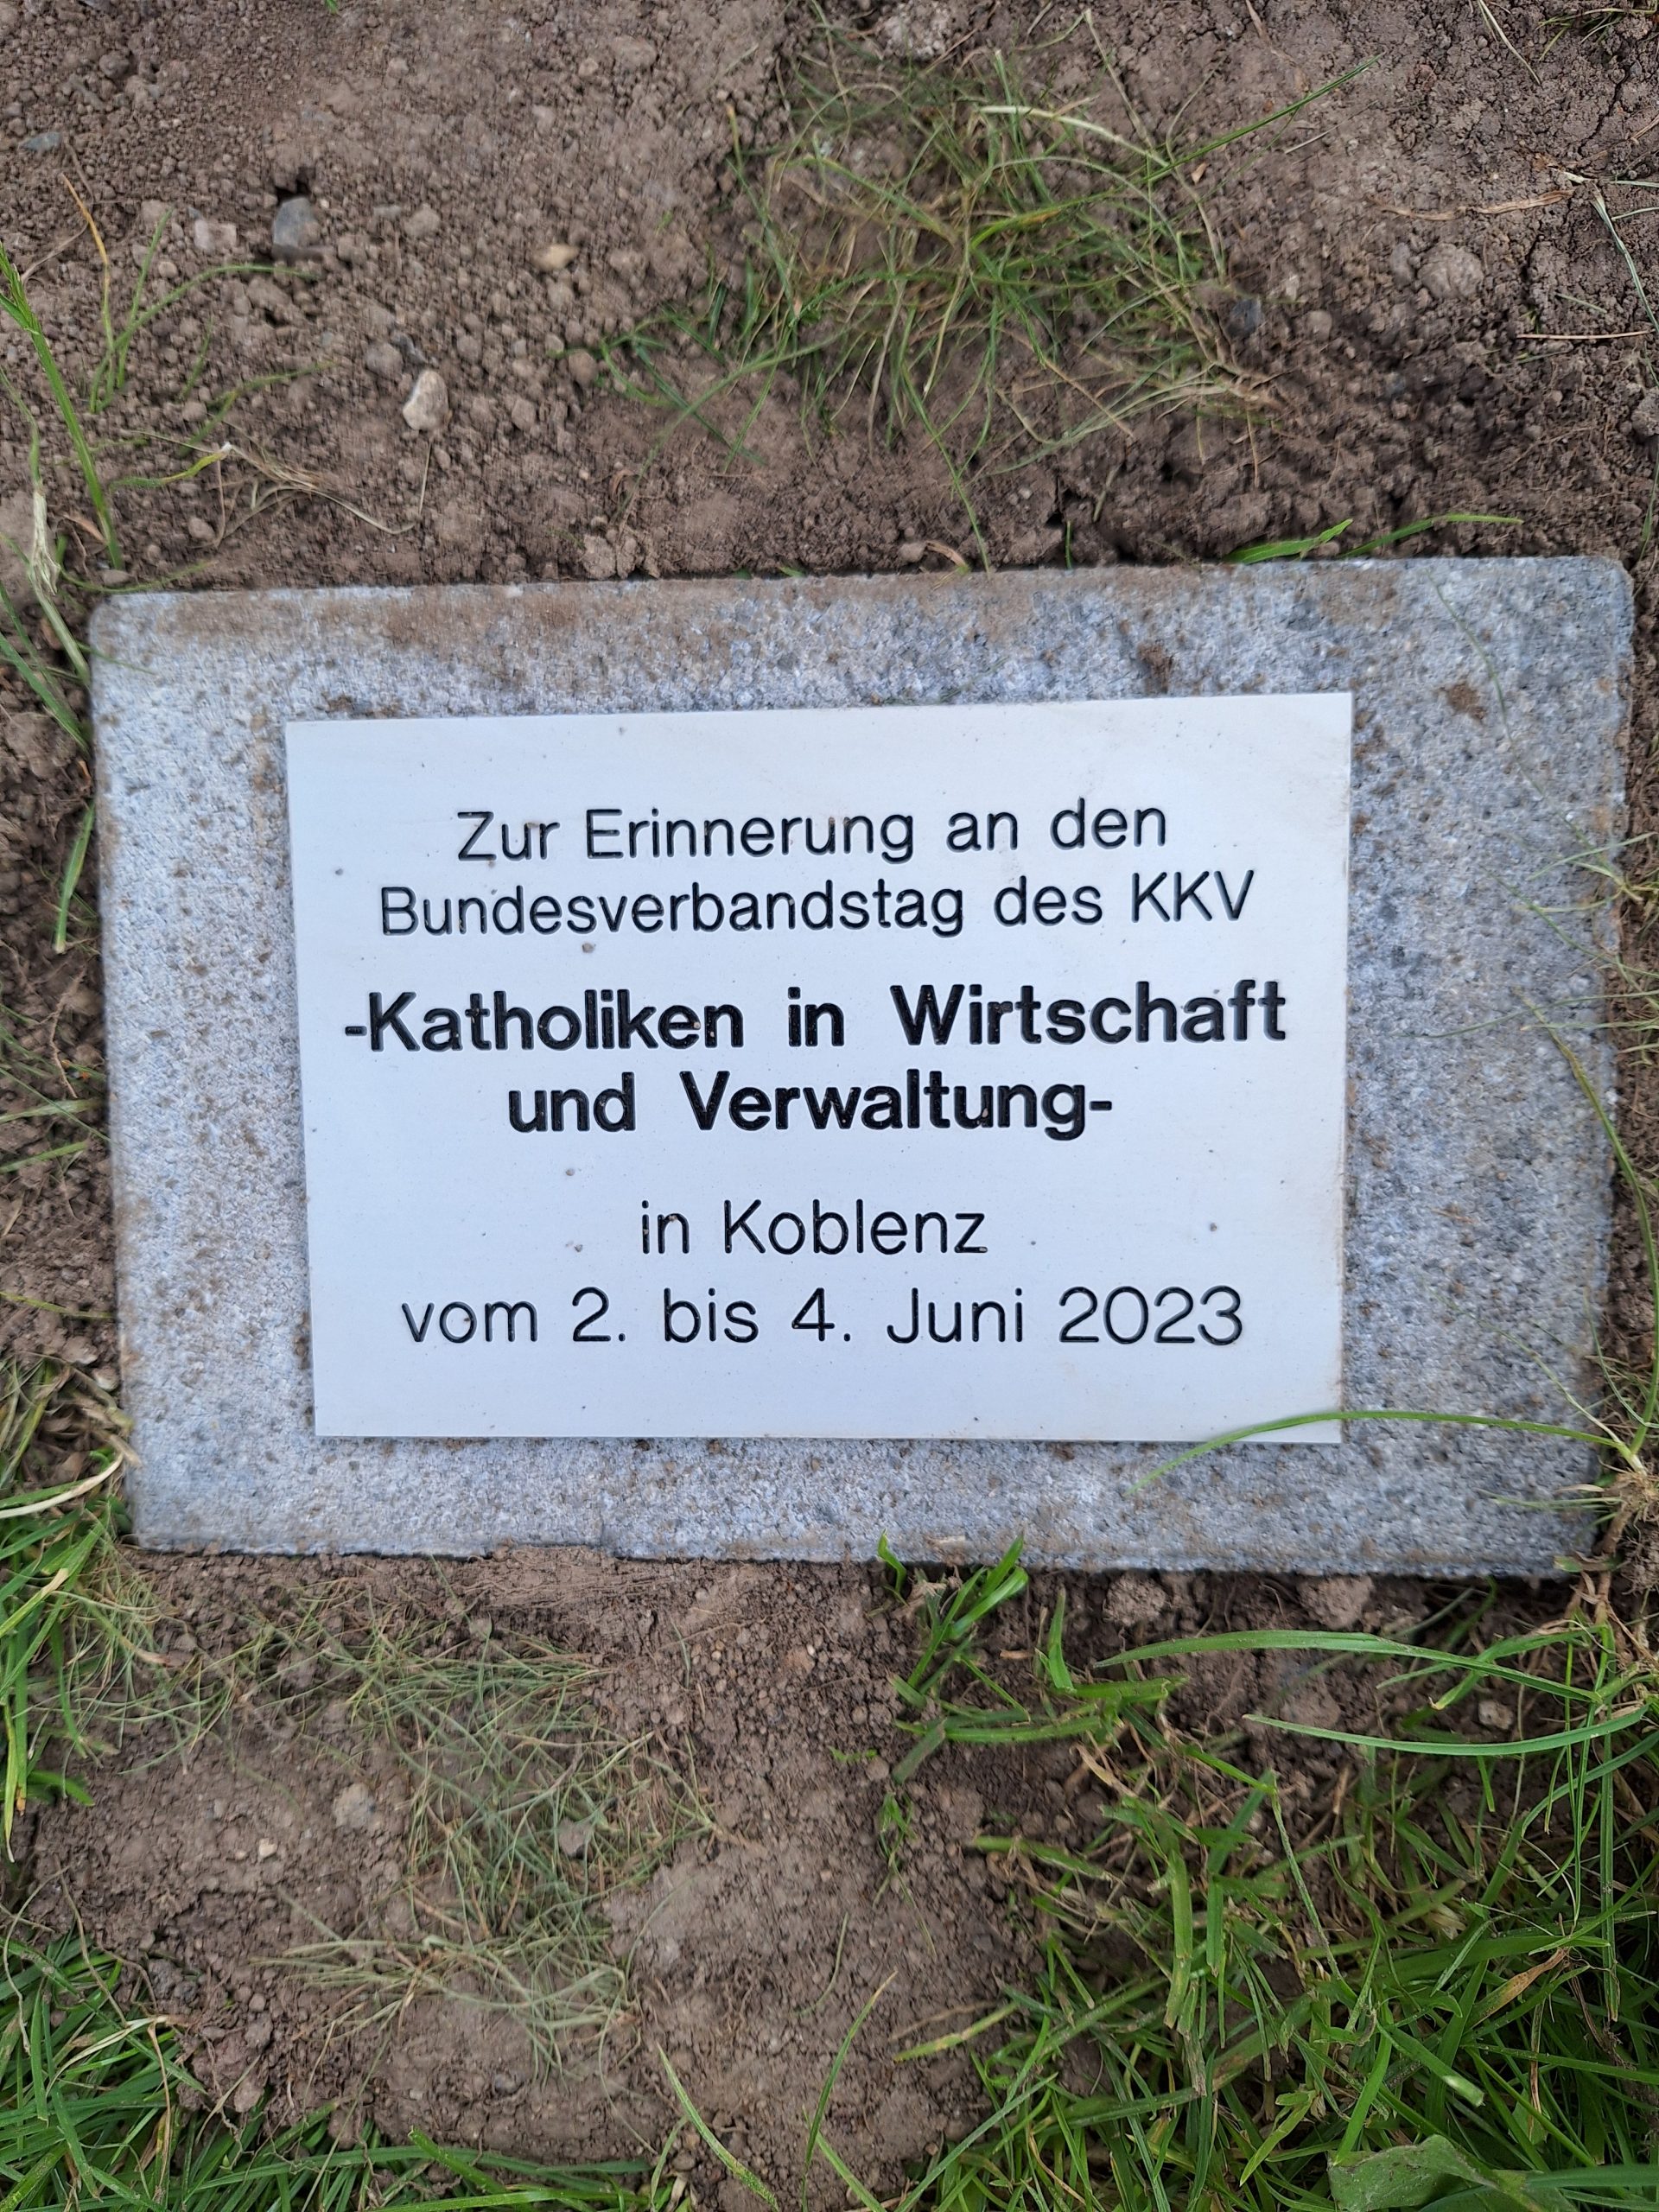 Zur Erinnerung an den
Bundesverbandstag des KKV
-Katholiken in Wirtschaft
und Verwaltung-
in Koblenz
vom 2. bis 4. Juni 2023